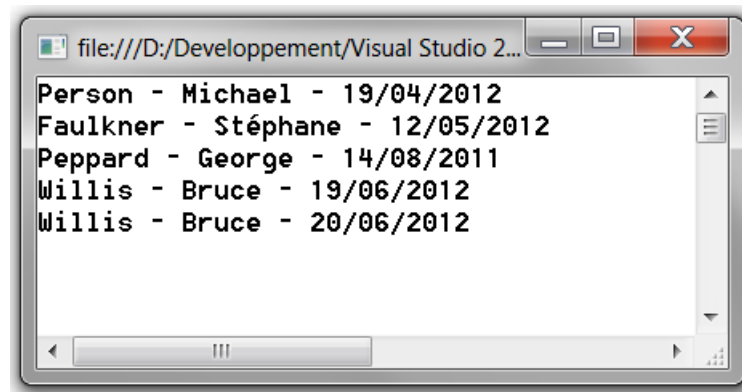 file:///D:/Developpement/Visual Studio 2...
Person - Michael - 19/04/2012
Faulkner - Stéphane - 12/05/2012
Peppard - George - 14/08/2011
Willis - Bruce - 19/06/2012
Willis - Bruce - 20/06/2012